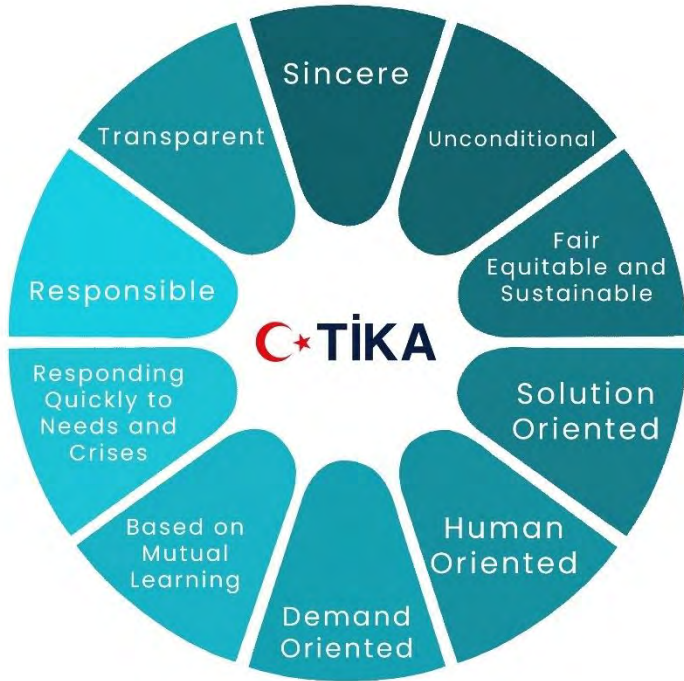 Sincere
Unconditional
Fair
Equitable and
Sustainable
Solution
Oriented
Human
Oriented
Demand
Oriented
Based on
Mutual
Learning
Responding
Quickly to
Needs and
Crises
Responsible
Transparent
TİKA